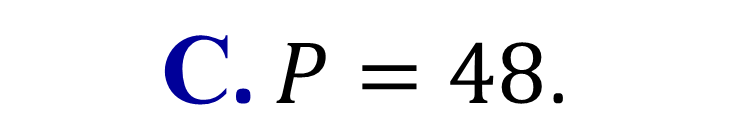 C. P = 48.